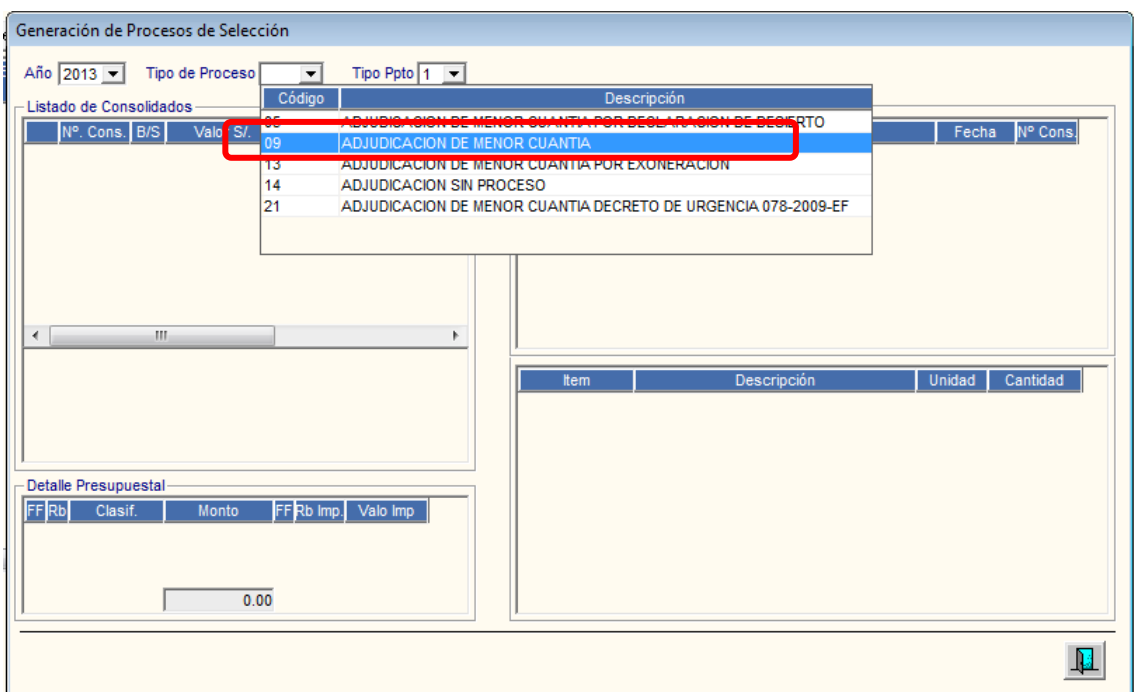 Generación de Procesos de Selección
Año 2013 Tipo de Proceso Tipo Ppto 1
Código Descripción
Listado de Consolidados
05 ADJUDICACION DE MENOR CUANTIA POR DECLARACION DE DESIERTO
Nº. Cons. B/S Valor S/. Fecha Nº Cons.
09 ADJUDICACION DE MENOR CUANTIA
13 ADJUDICACION DE MENOR CUANTIA POR EXONERACION
14 ADJUDICACION SIN PROCESO
21 ADJUDICACION DE MENOR CUANTIA DECRETO DE URGENCIA 078-2009-EF
Item Descripción Unidad Cantidad
Detalle Presupuestal
FF Rb Clasif. Monto FF Rb Imp. Valo Imp
0.00